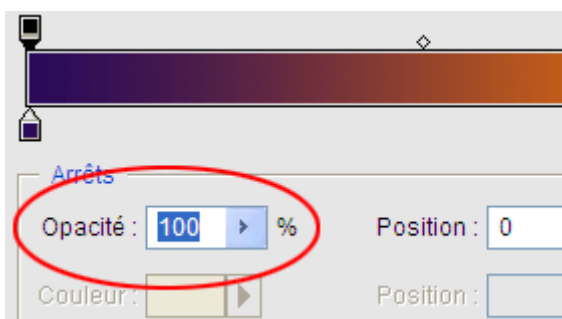 Arrêts
Opacité : 100 % Position : 0
Couleur : Position :